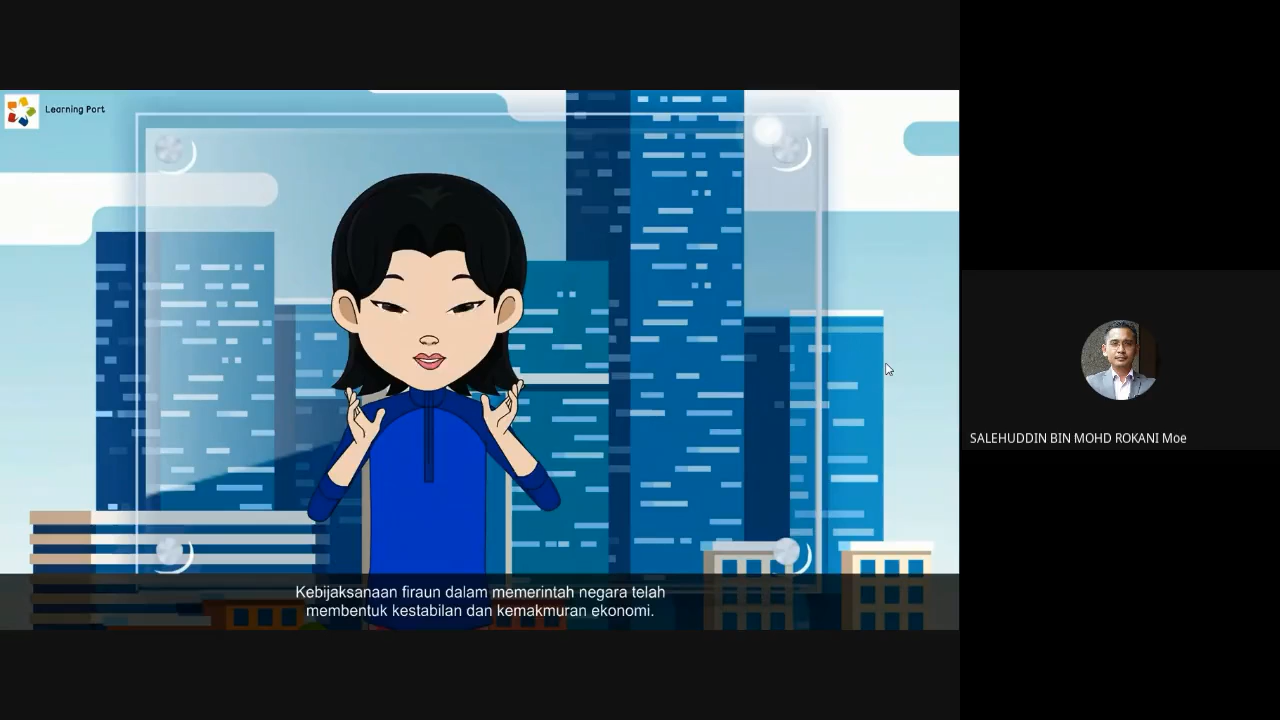 Learning Port
SALEHUDDIN BIN MOHD ROKANI Moe
Kebijaksanaan firaun dalam memerintah negara telah
membentuk kestabilan dan kemakmuran ekonomi.